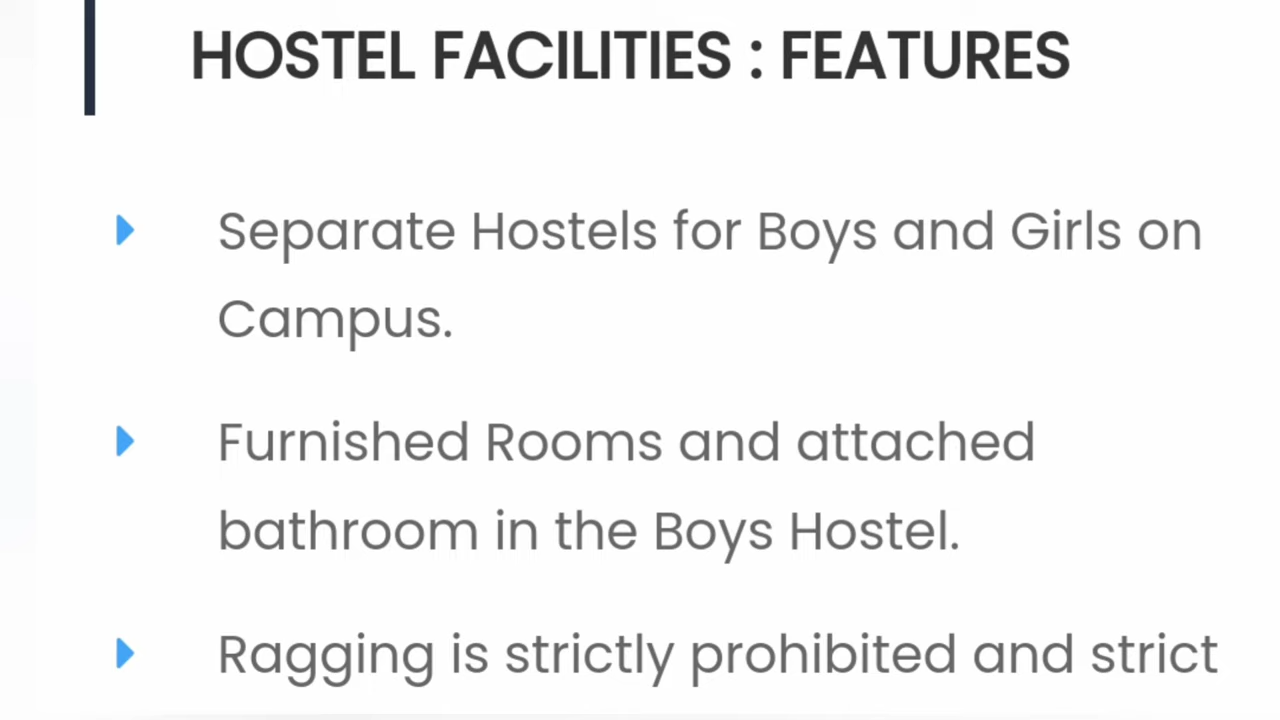 HOSTEL FACILITIES : FEATURES
Separate Hostels for Boys and Girls on
Campus.
Furnished Rooms and attached
bathroom in the Boys Hostel.
Ragging is strictly prohibited and strict